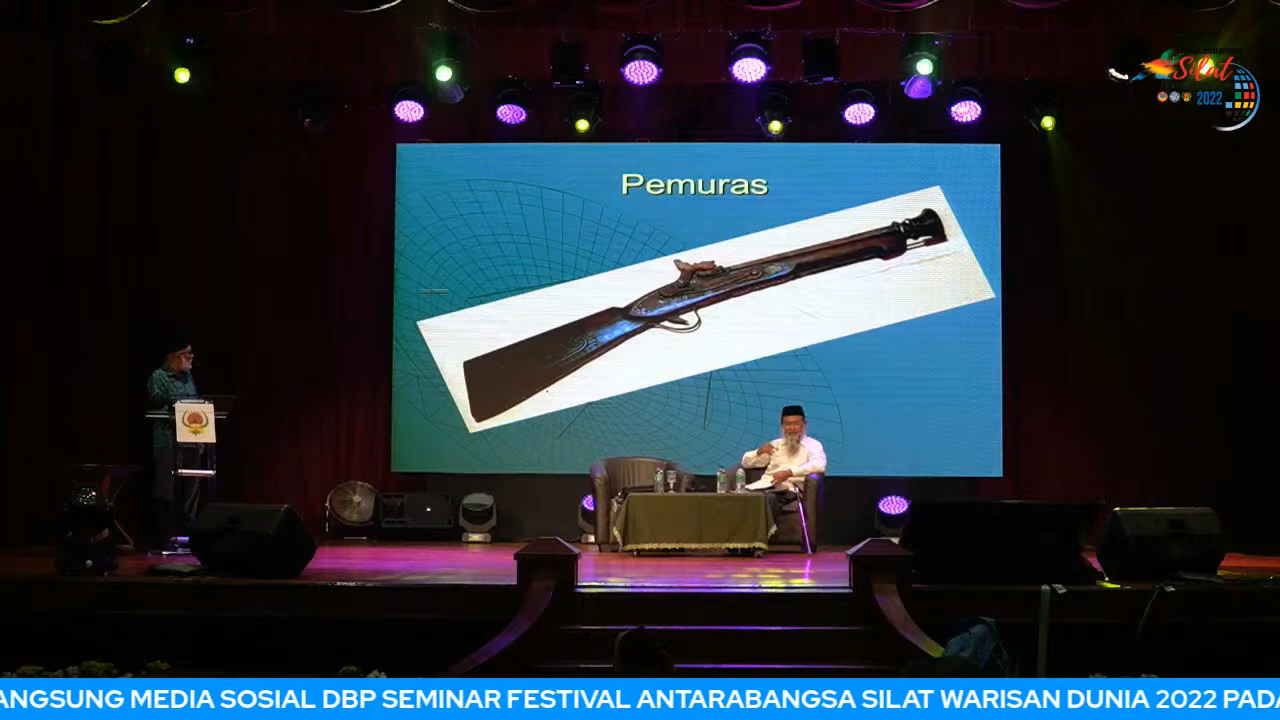 Silat
2022
Pemuras
ANGSUNG MEDIA SOSIAL DBP SEMINAR FESTIVAL ANTARABANGSA SILAT WARISAN DUNIA 2022 PADA